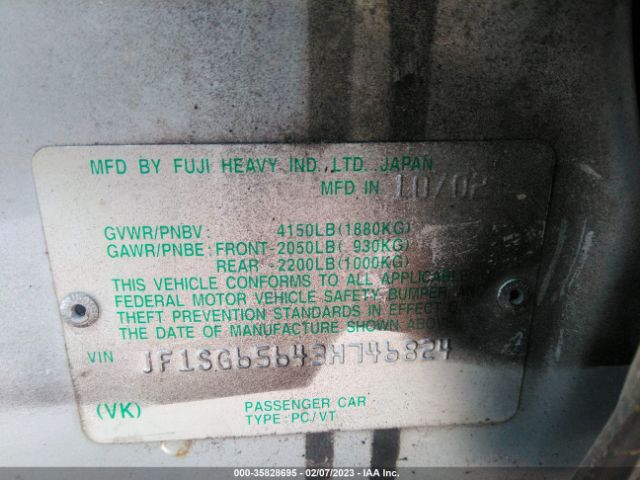 MFD BY FUJI HEAVY IND., LTD., JAPAN
MFD IN 10/02
GVWR/PNBV: 4150LB(1880KG)
GAWR/PNBE: FRONT-2050LB( 930KG)
REAR -2200LB(1000KG)
THIS VEHICLE CONFORMS TO ALL APPLICABLE
FEDERAL MOTOR VEHICLE SAFETY, BUMPER, AND
THEFT PREVENTION STANDARDS IN EFFECT
THE DATE OF MANUFACTURE SHOWN ABOVE
VIN JF1SG65643H746824
(VK) PASSENGER CAR
TYPE: PC/VT
000-35828695 - 02/07/2023 - IAA Inc.